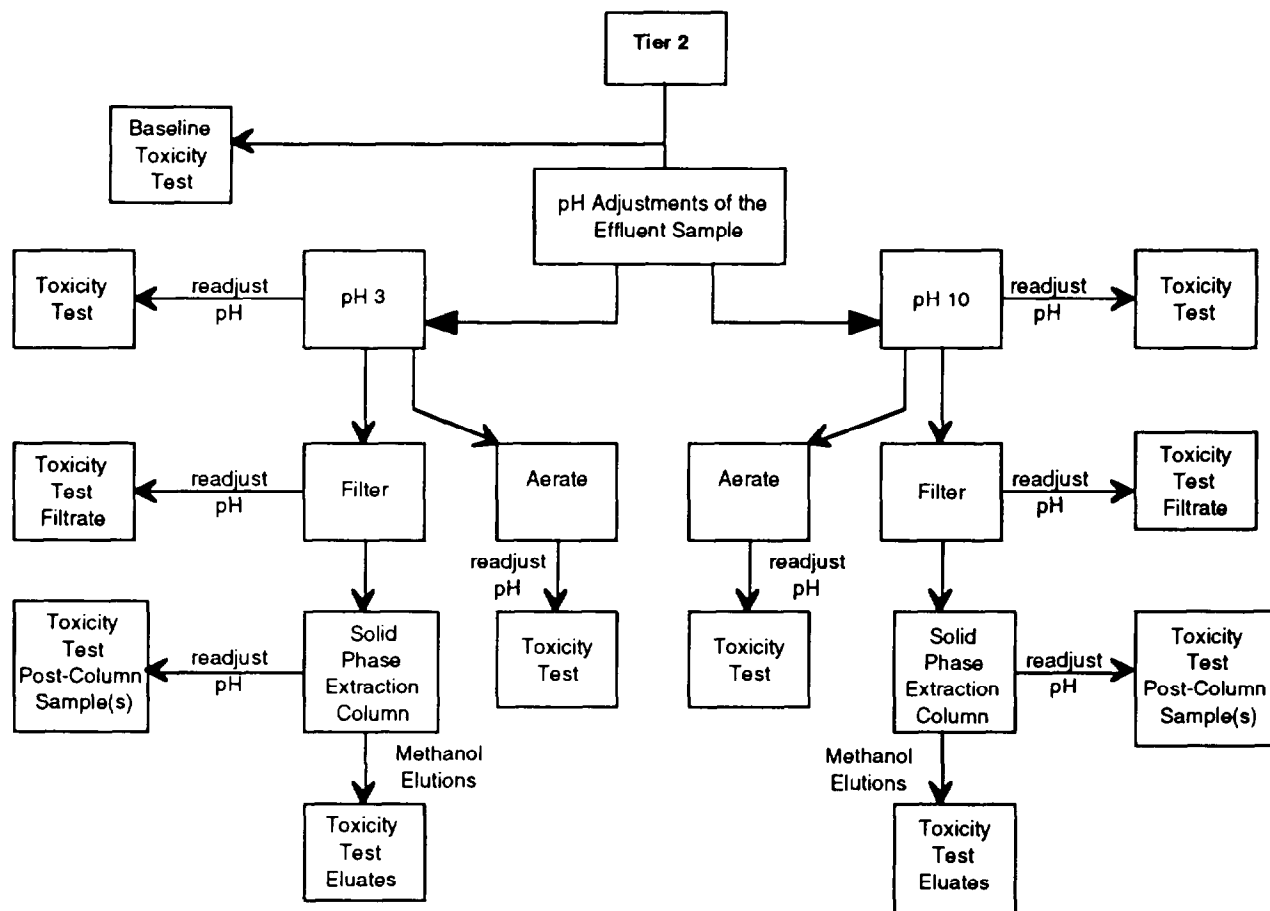 Tier 2
Baseline
Toxicity
Test
pH Adjustments of the
Effluent Sample
Toxicity
Test
readjust
pH
pH 3
pH 10
readjust
pH
Toxicity
Test
Toxicity
Test
Filtrate
readjust
pH
Filter
Aerate
Aerate
Filter
readjust
pH
Toxicity
Test
Filtrate
readjust
pH
readjust
pH
Toxicity
Test
Post-Column
Sample(s)
readjust
pH
Solid
Phase
Extraction
Column
Toxicity
Test
Toxicity
Test
Solid
Phase
Extraction
Column
readjust
pH
Toxicity
Test
Post-Column
Sample(s)
Methanol
Elutions
Methanol
Elutions
Toxicity
Test
Eluates
Toxicity
Test
Eluates